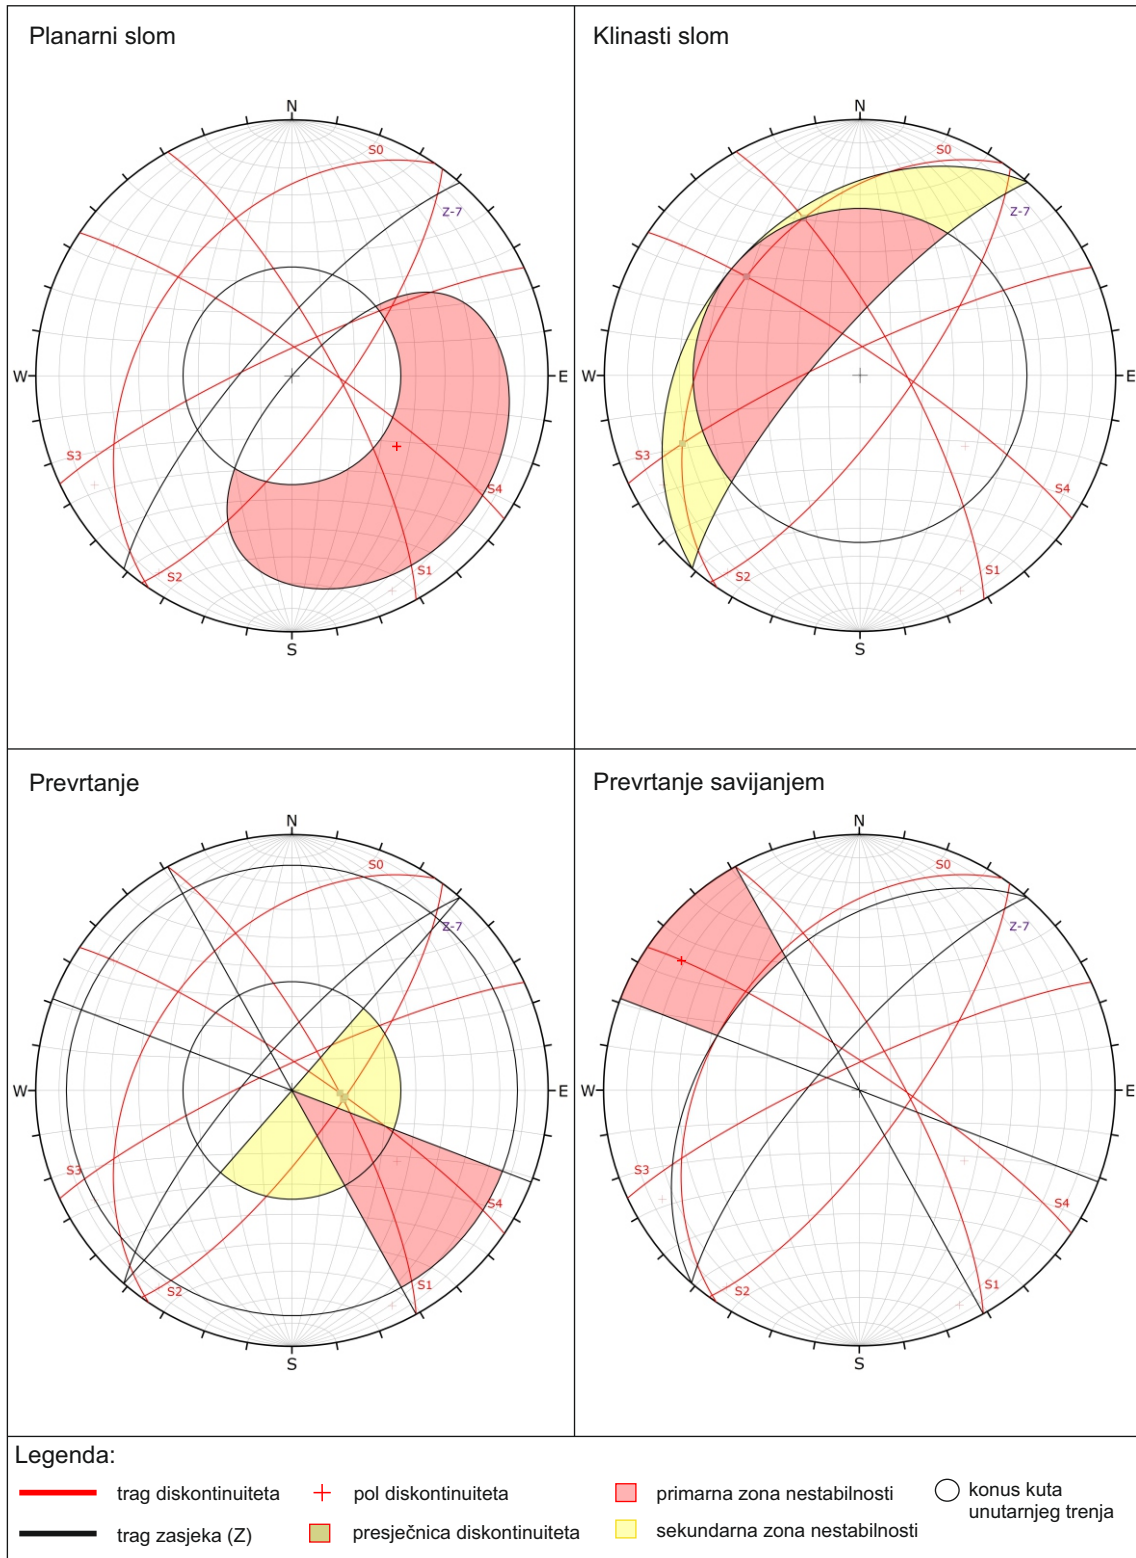 Planarni slom
N
S0
Z-7
W
E
S3
S4
S2
S1
S
Klinasti slom
N
S0
Z-7
W
E
S3
S4
S2
S1
S
Prevrtanje
N
S0
Z-7
W
E
S3
S4
S2
S1
S
Prevrtanje savijanjem
N
S0
Z-7
W
E
S3
S4
S2
S1
S
Legenda:
trag diskontinuiteta
pol diskontinuiteta
primarna zona nestabilnosti
konus kuta
unutarnjeg trenja
trag zasjeka (Z)
presječnica diskontinuiteta
sekundarna zona nestabilnosti